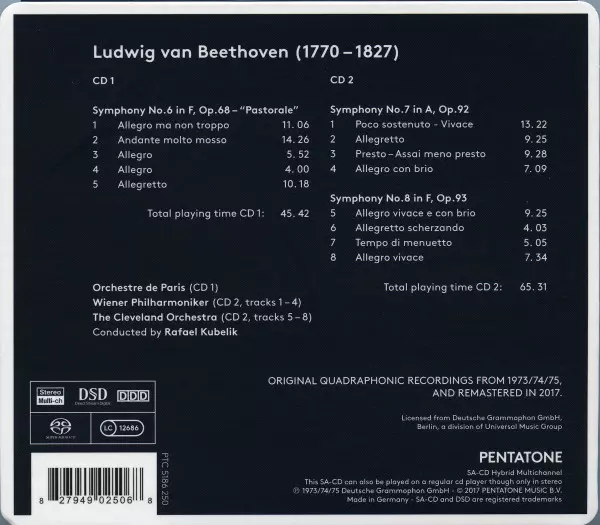 Ludwig van Beethoven (1770 – 1827)
CD 1
Symphony No.6 in F, Op.68 – “Pastorale”
1 Allegro ma non troppo 11. 06
2 Andante molto mosso 14. 26
3 Allegro 5. 52
4 Allegro 4. 00
5 Allegretto 10. 18
Total playing time CD 1: 45. 42
Orchestre de Paris (CD 1)
Wiener Philharmoniker (CD 2, tracks 1 – 4)
The Cleveland Orchestra (CD 2, tracks 5 – 8)
Conducted by Rafael Kubelik
CD 2
Symphony No.7 in A, Op.92
1 Poco sostenuto - Vivace 13. 22
2 Allegretto 9. 25
3 Presto – Assai meno presto 9. 28
4 Allegro con brio 7. 09
Symphony No.8 in F, Op.93
5 Allegro vivace e con brio 9. 25
6 Allegretto scherzando 4. 03
7 Tempo di menuetto 5. 05
8 Allegro vivace 7. 34
Total playing time CD 2: 65. 31
ORIGINAL QUADROPHONIC RECORDINGS FROM 1973/74/75,
AND REMASTERED IN 2017.
Licensed from Deutsche Grammophon GmbH,
Berlin, a division of Universal Music Group
PENTATONE
SA-CD Hybrid Multichannel
This SA-CD can also be played on a regular cd player though only in stereo
℗ 1973/74/75 Deutsche Grammophon GmbH - © 2017 PENTATONE MUSIC B.V.
Made in Germany - SA-CD and DSD are registered trademarks
Stereo
Multi-ch
DSD
Direct Stream Digital
DDD
SUPER AUDIO CD
LC 12686
PTC 5186 250
8 27949 02506 8